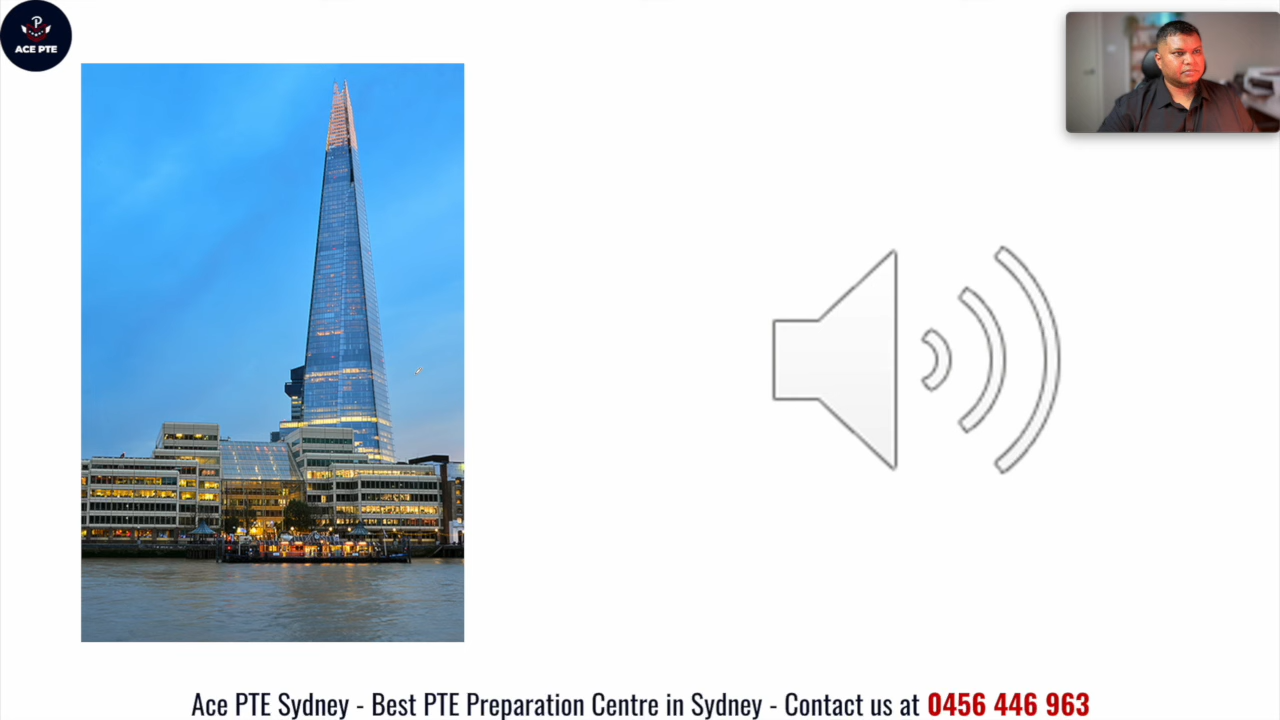 P
ACE PTE
Ace PTE Sydney - Best PTE Preparation Centre in Sydney - Contact us at 0456 446 963